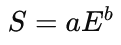 S = aE^b